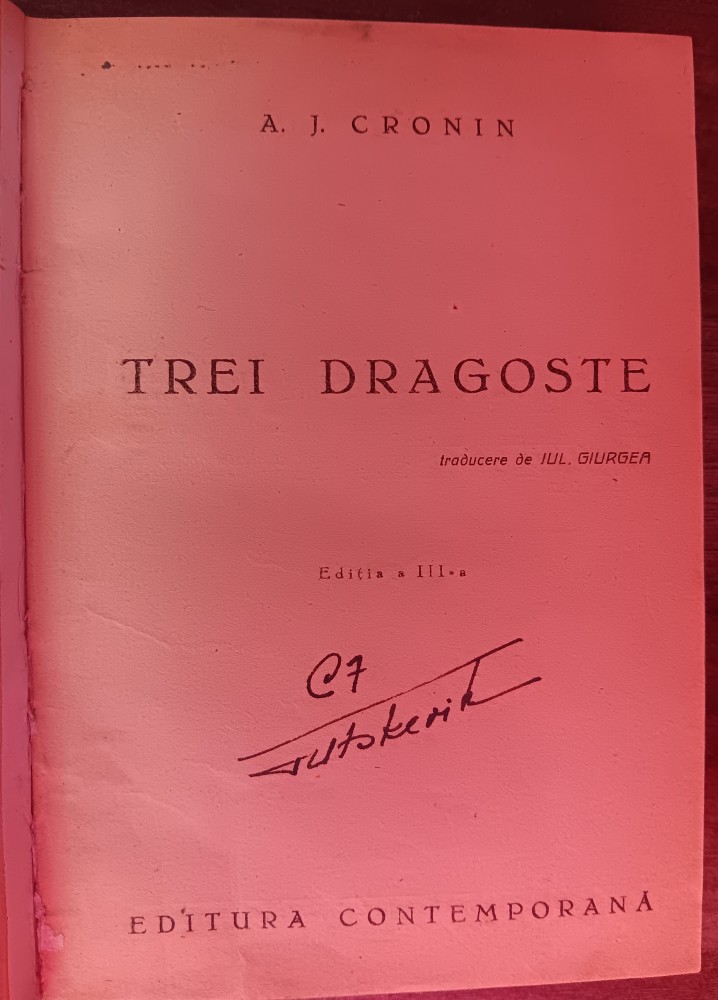 A. J. CRONIN
TREI DRAGOSTE
traducere de IUL. GIURGEA
Ediția a III-a
C7
EDITURA CONTEMPORANĂ